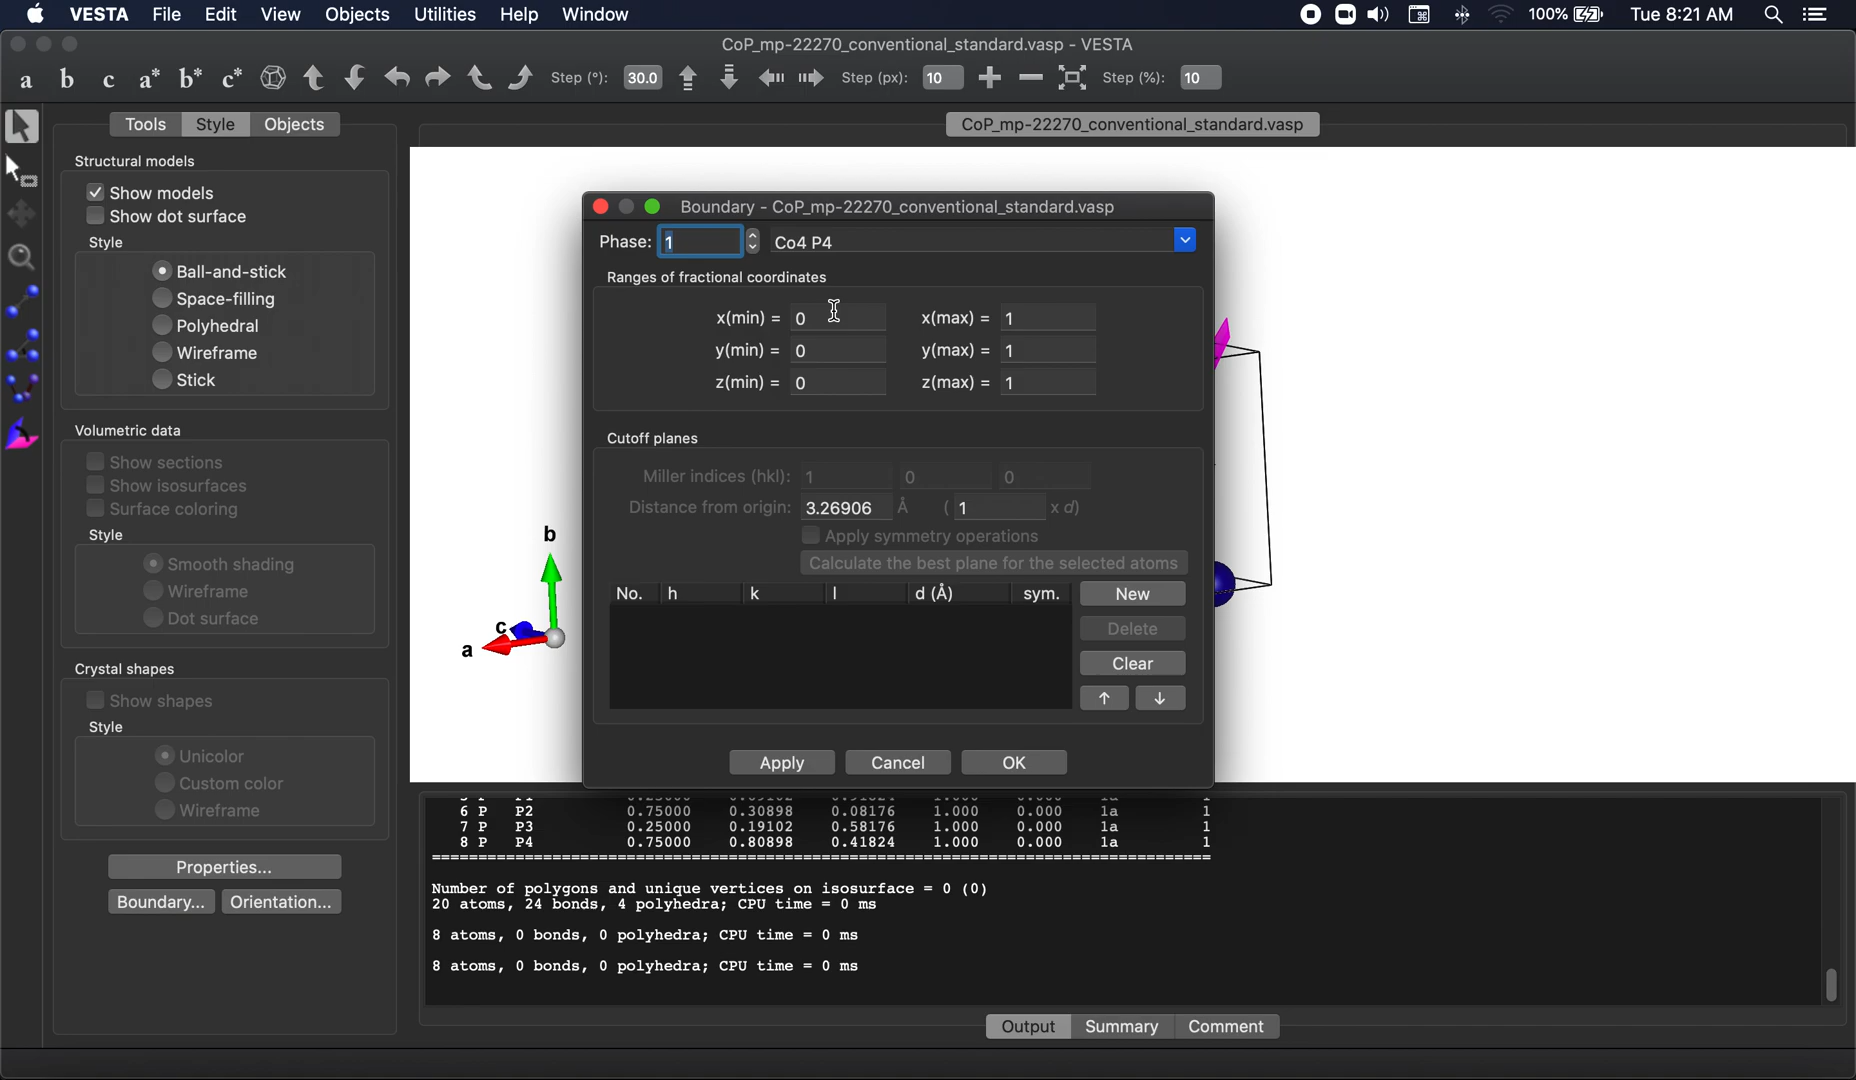 VESTA File Edit View Objects Utilities Help Window 100% Tue 8:21 AM
CoP_mp-22270_conventional_standard.vasp - VESTA
a b c a* b* c* Step (°): 30.0 Step (px): 10 Step (%): 10
Tools Style Objects
CoP_mp-22270_conventional_standard.vasp
Structural models
Show models
Show dot surface
Style
Ball-and-stick
Space-filling
Polyhedral
Wireframe
Stick
Volumetric data
Show sections
Show isosurfaces
Surface coloring
Style
Smooth shading
Wireframe
Dot surface
Crystal shapes
Show shapes
Style
Unicolor
Custom color
Wireframe
Properties...
Boundary... Orientation...
b
c
a
Boundary - CoP_mp-22270_conventional_standard.vasp
Phase: 1 Co4 P4
Ranges of fractional coordinates
x(min) = 0 x(max) = 1
y(min) = 0 y(max) = 1
z(min) = 0 z(max) = 1
Cutoff planes
Miller indices (hkl): 1 0 0
Distance from origin: 3.26906 Å ( 1 x d)
Apply symmetry operations
Calculate the best plane for the selected atoms
No. h k l d (Å) sym.
New
Delete
Clear
↑ ↓
Apply Cancel OK
6 P P2 0.75000 0.30898 0.08176 1.000 0.000 1a 1
7 P P3 0.25000 0.19102 0.58176 1.000 0.000 1a 1
8 P P4 0.75000 0.80898 0.41824 1.000 0.000 1a 1
Number of polygons and unique vertices on isosurface = 0 (0)
20 atoms, 24 bonds, 4 polyhedra; CPU time = 0 ms
8 atoms, 0 bonds, 0 polyhedra; CPU time = 0 ms
8 atoms, 0 bonds, 0 polyhedra; CPU time = 0 ms
Output Summary Comment